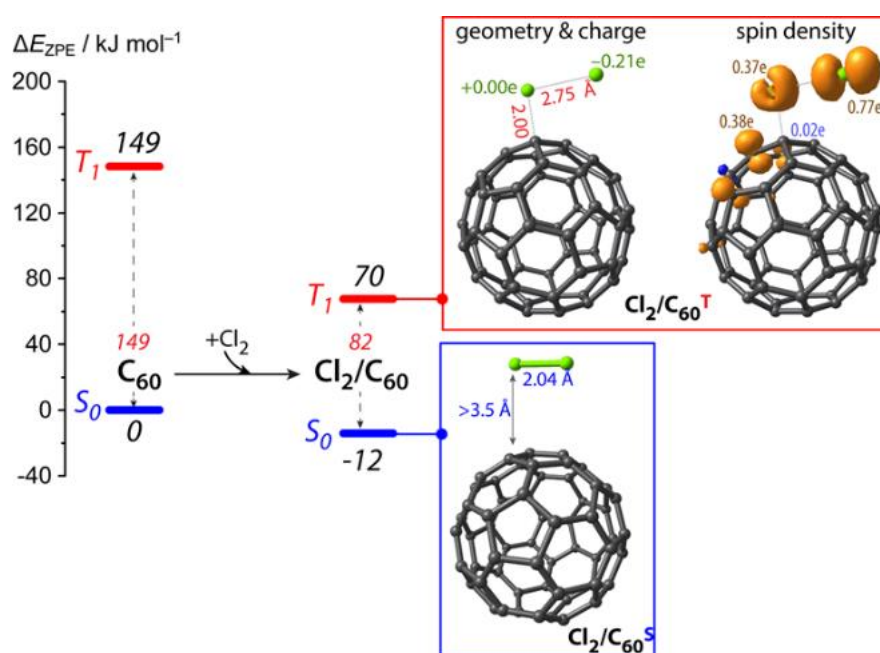 ΔE_ZPE / kJ mol⁻¹
200
160
120
80
40
0
-40
T₁
149
149
C₆₀
S₀
0
+Cl₂
70
T₁
82
Cl₂/C₆₀
S₀
-12
geometry & charge
spin density
+0.00e
−0.21e
2.75 Å
2.00
0.37e
0.77e
0.38e
0.02e
Cl₂/C₆₀ᵀ
2.04 Å
>3.5 Å
Cl₂/C₆₀ˢ